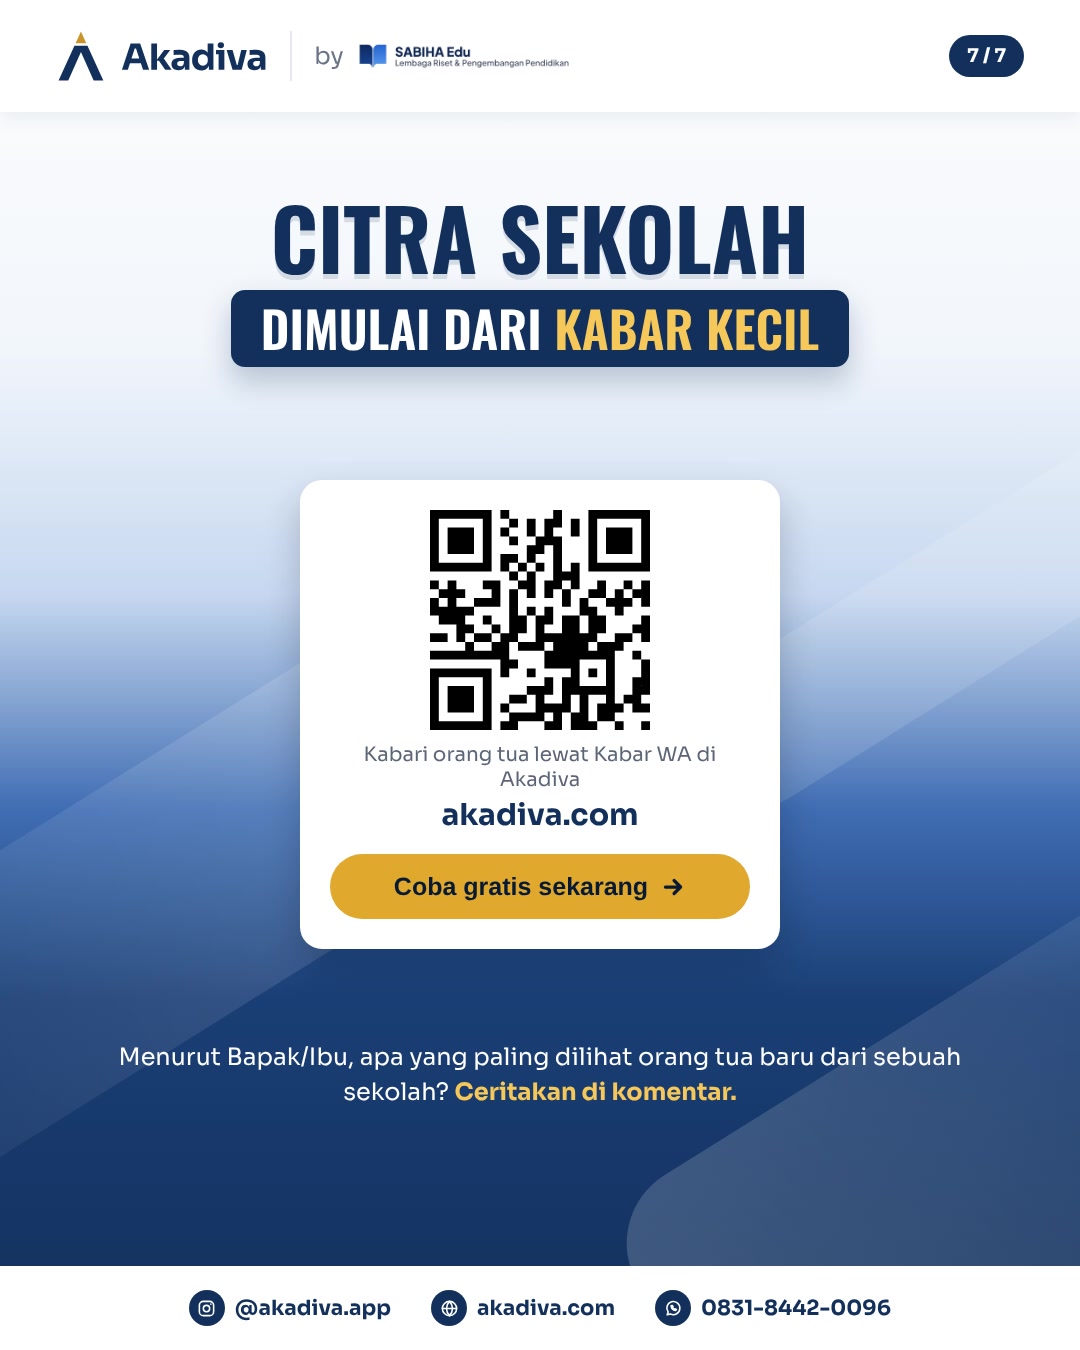 Akadiva
by
SABIHA Edu
Lembaga Riset & Pengembangan Pendidikan
7 / 7
CITRA SEKOLAH
DIMULAI DARI KABAR KECIL
Kabari orang tua lewat Kabar WA di
Akadiva
akadiva.com
Coba gratis sekarang →
Menurut Bapak/Ibu, apa yang paling dilihat orang tua baru dari sebuah
sekolah? Ceritakan di komentar.
@akadiva.app
akadiva.com
0831-8442-0096